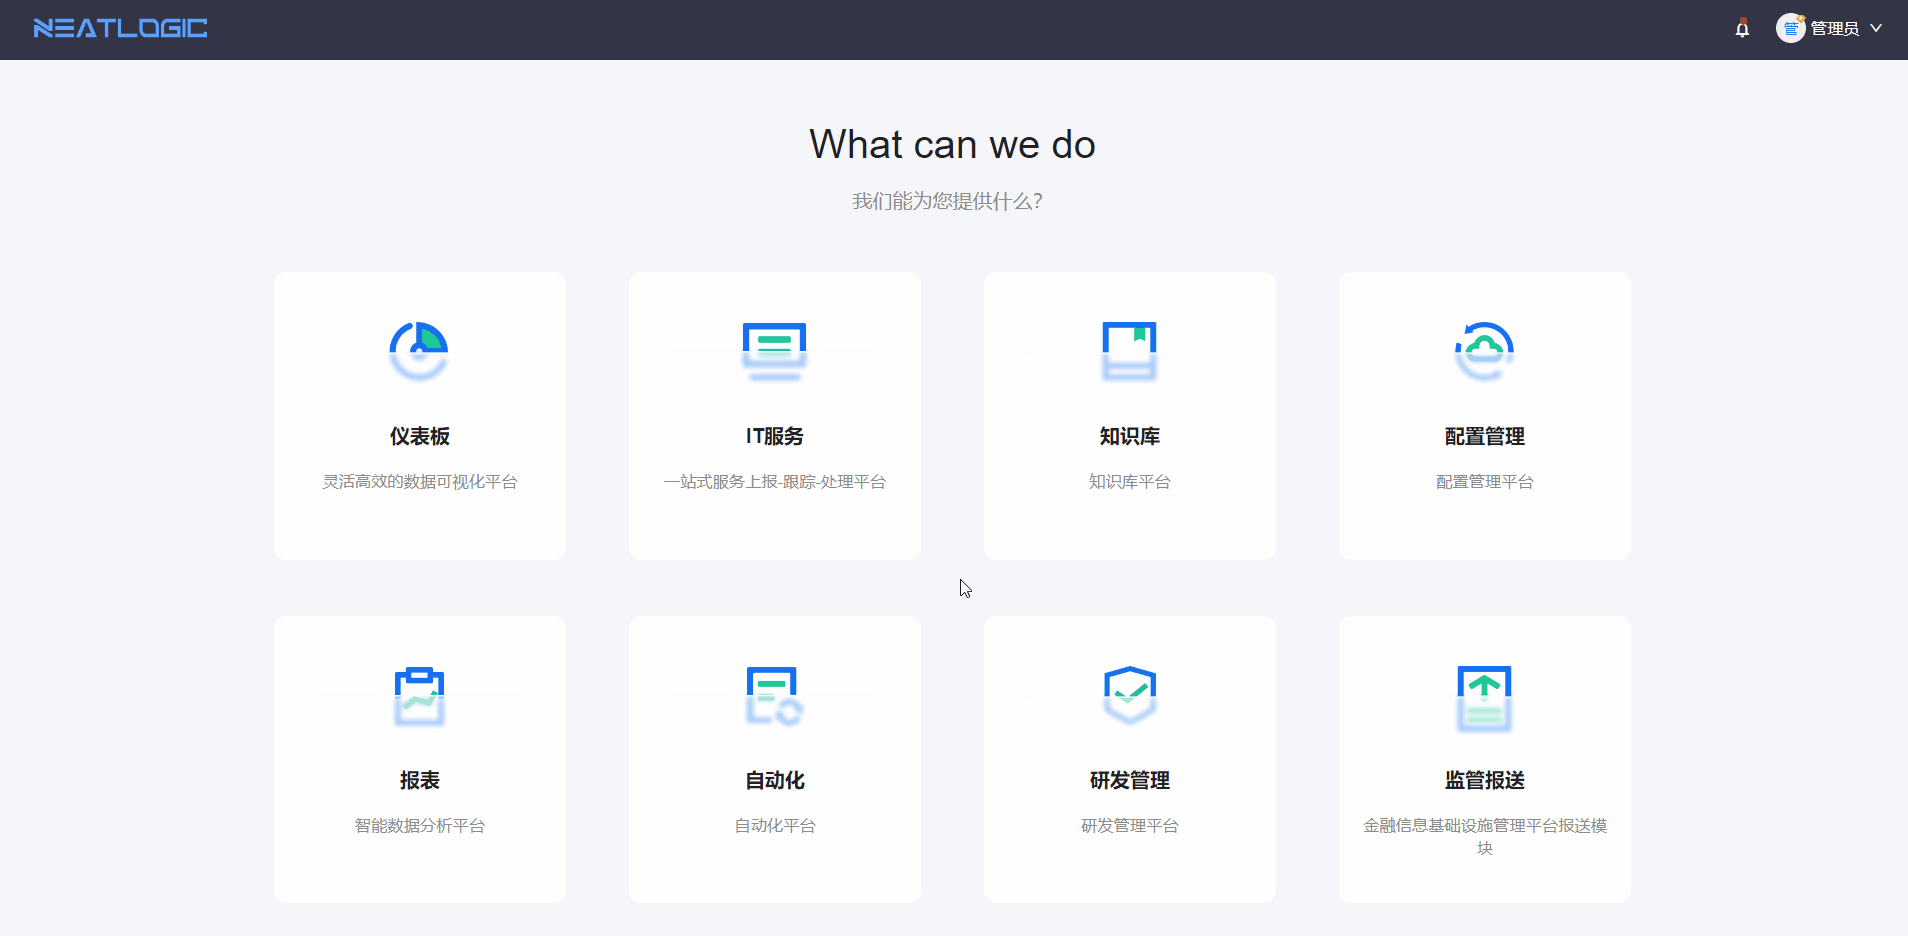 NEATLOGIC
管 管理员
What can we do
我们能为您提供什么?
仪表板
灵活高效的数据可视化平台
IT服务
一站式服务上报-跟踪-处理平台
知识库
知识库平台
配置管理
配置管理平台
报表
智能数据分析平台
自动化
自动化平台
研发管理
研发管理平台
监管报送
金融信息基础设施管理平台报送模
块